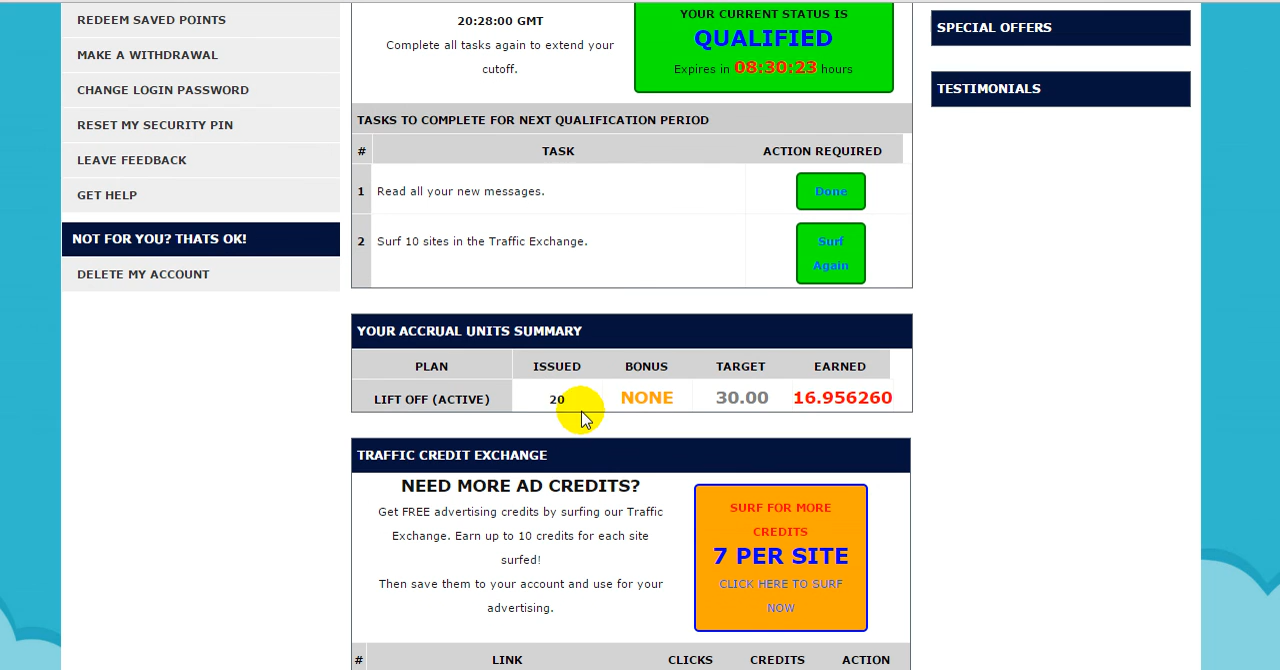 REDEEM SAVED POINTS
MAKE A WITHDRAWAL
CHANGE LOGIN PASSWORD
RESET MY SECURITY PIN
LEAVE FEEDBACK
GET HELP
NOT FOR YOU? THATS OK!
DELETE MY ACCOUNT
20:28:00 GMT
Complete all tasks again to extend your
cutoff.
YOUR CURRENT STATUS IS
QUALIFIED
Expires in 08:30:23 hours
TASKS TO COMPLETE FOR NEXT QUALIFICATION PERIOD
# TASK ACTION REQUIRED
1 Read all your new messages. Done
2 Surf 10 sites in the Traffic Exchange. Surf
Again
YOUR ACCRUAL UNITS SUMMARY
PLAN ISSUED BONUS TARGET EARNED
LIFT OFF (ACTIVE) 20 NONE 30.00 16.956260
TRAFFIC CREDIT EXCHANGE
NEED MORE AD CREDITS?
Get FREE advertising credits by surfing our Traffic
Exchange. Earn up to 10 credits for each site
surfed!
Then save them to your account and use for your
advertising.
SURF FOR MORE
CREDITS
7 PER SITE
CLICK HERE TO SURF
NOW
# LINK CLICKS CREDITS ACTION
SPECIAL OFFERS
TESTIMONIALS